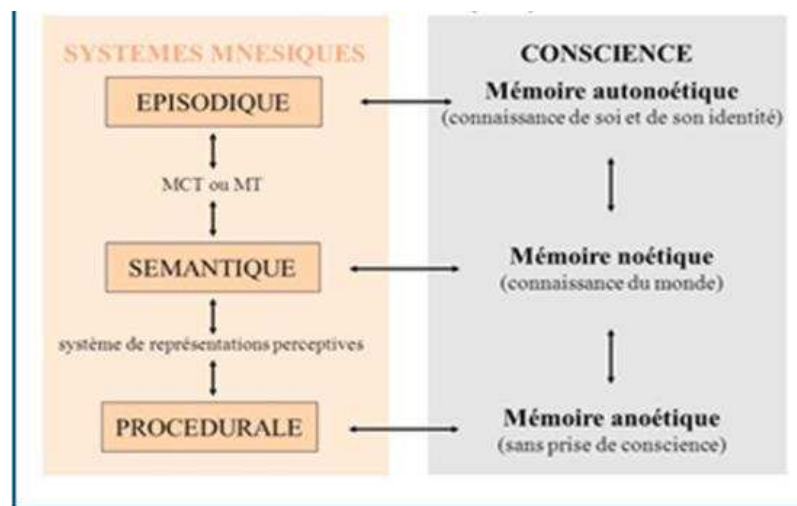 SYSTEMES MNESIQUES
EPISODIQUE
MCT ou MT
SEMANTIQUE
système de représentations perceptives
PROCEDURALE
CONSCIENCE
Mémoire autonoétique
(connaissance de soi et de son identité)
Mémoire noétique
(connaissance du monde)
Mémoire anoétique
(sans prise de conscience)